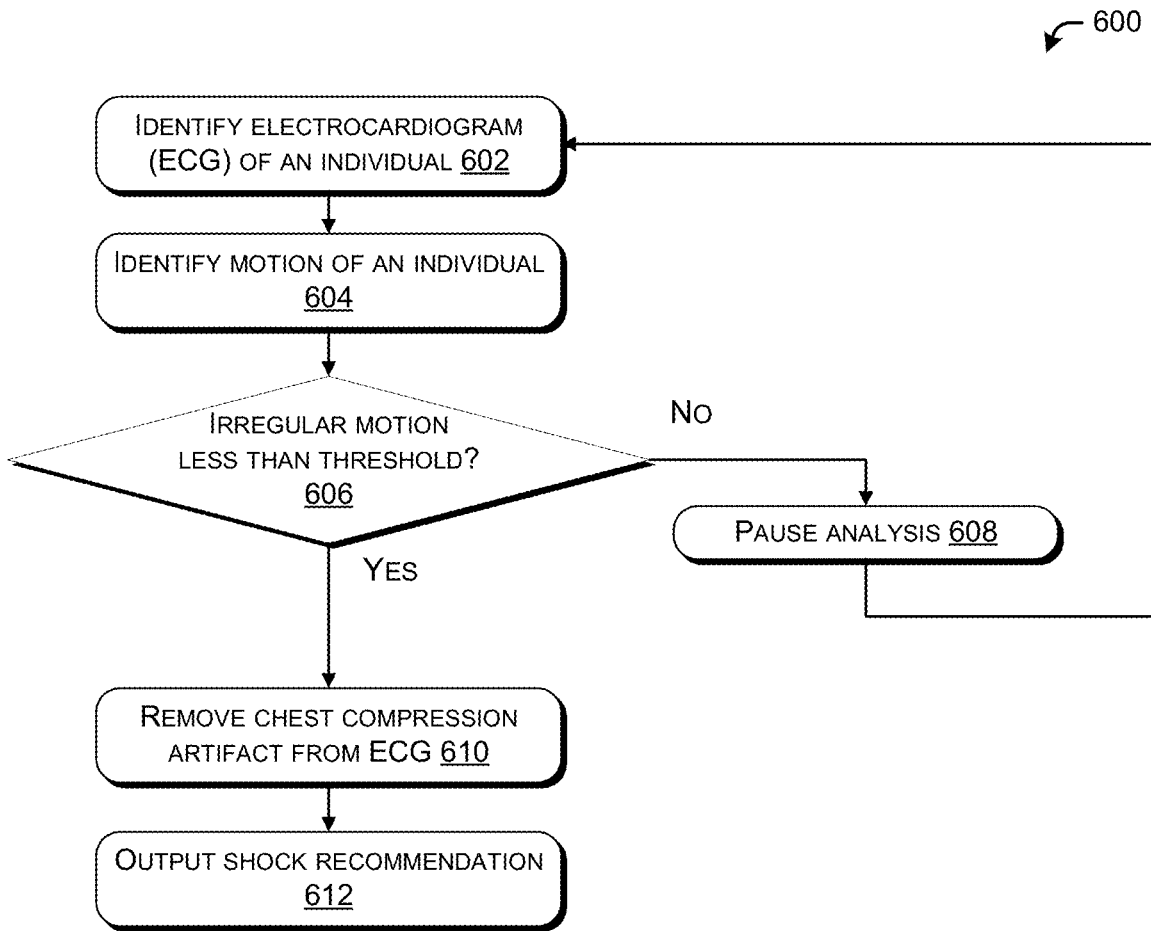 600
IDENTIFY ELECTROCARDIOGRAM
(ECG) OF AN INDIVIDUAL 602
IDENTIFY MOTION OF AN INDIVIDUAL
604
IRREGULAR MOTION
LESS THAN THRESHOLD?
606
NO
PAUSE ANALYSIS 608
YES
REMOVE CHEST COMPRESSION
ARTIFACT FROM ECG 610
OUTPUT SHOCK RECOMMENDATION
612